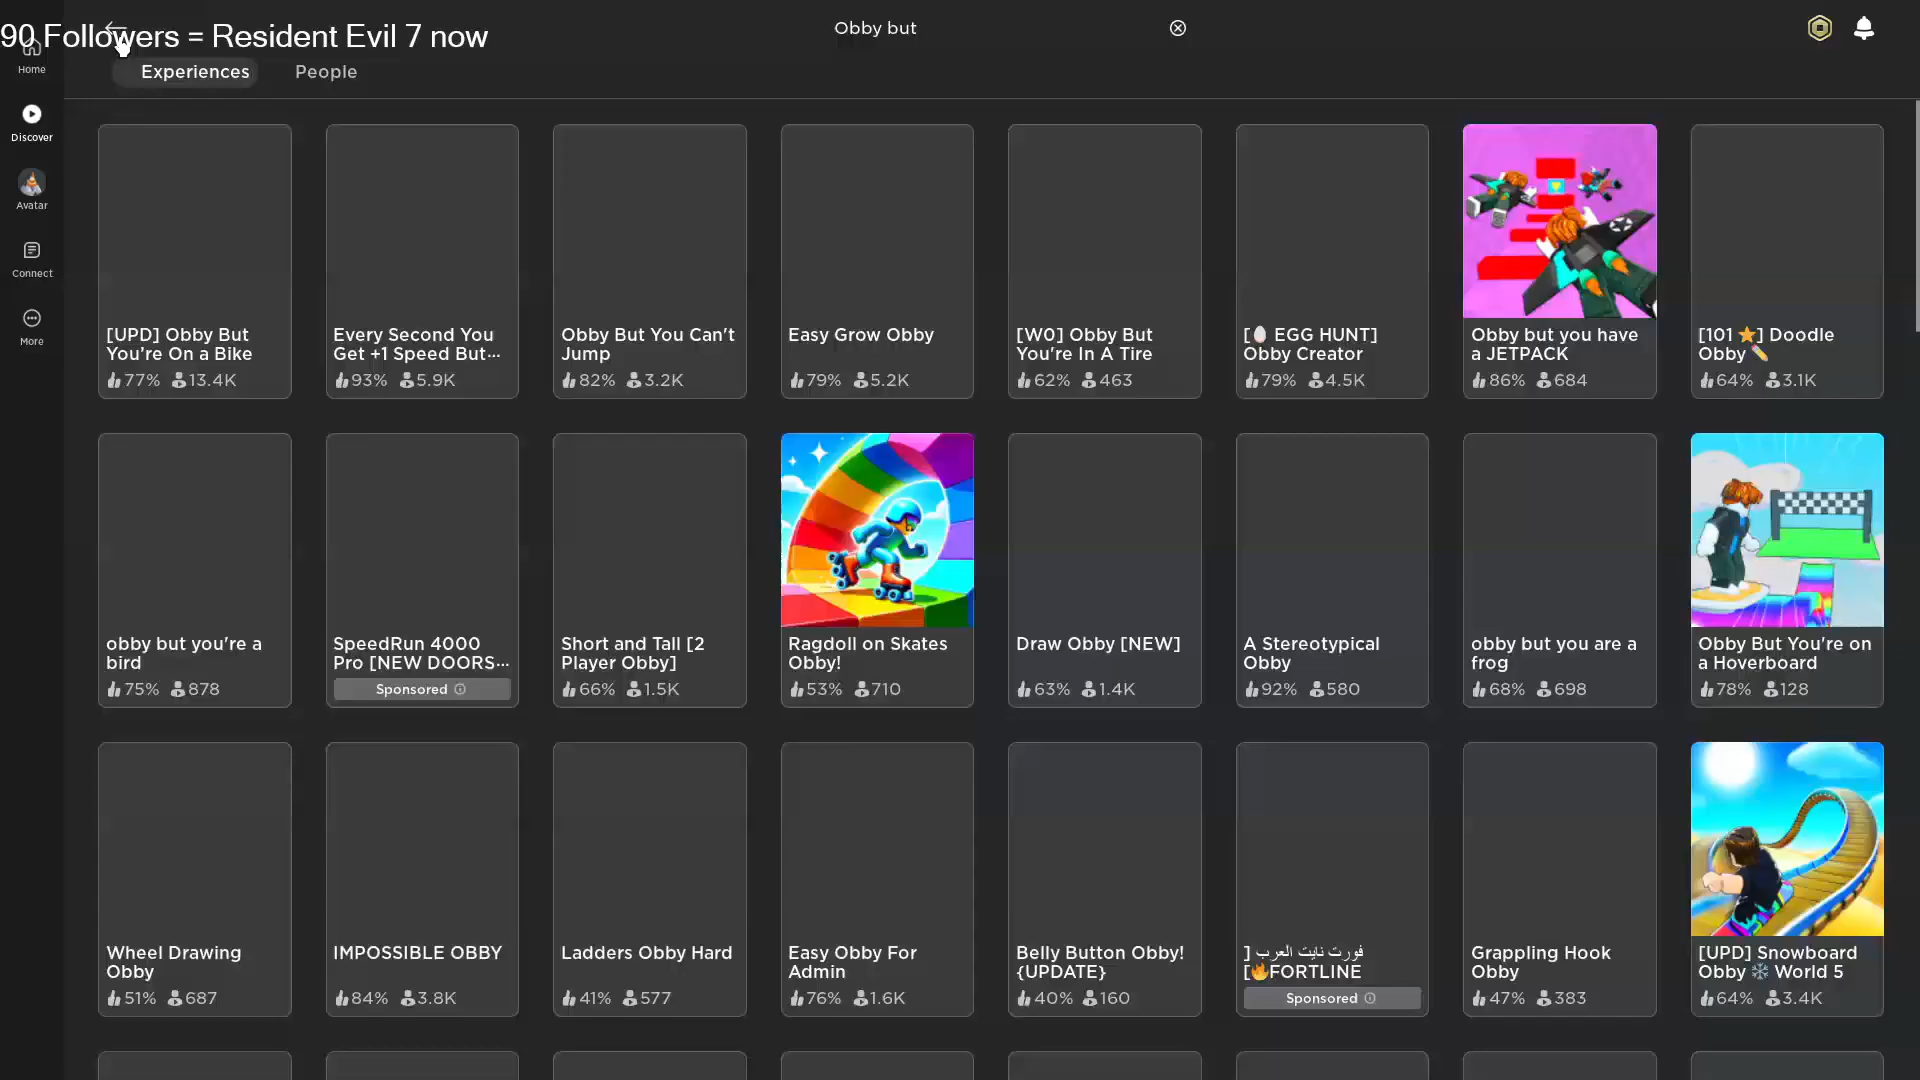 90 Followers = Resident Evil 7 now
Obby but
Home
Experiences
People
Discover
Avatar
Connect
More
[UPD] Obby But
You're On a Bike
77% 13.4K
Every Second You
Get +1 Speed But...
93% 5.9K
Obby But You Can't
Jump
82% 3.2K
Easy Grow Obby
79% 5.2K
[W0] Obby But
You're In A Tire
62% 463
[🥚 EGG HUNT]
Obby Creator
79% 4.5K
Obby but you have
a JETPACK
86% 684
[101 ⭐] Doodle
Obby ✏️
64% 3.1K
obby but you're a
bird
75% 878
SpeedRun 4000
Pro [NEW DOORS...
Sponsored
Short and Tall [2
Player Obby]
66% 1.5K
Ragdoll on Skates
Obby!
53% 710
Draw Obby [NEW]
63% 1.4K
A Stereotypical
Obby
92% 580
obby but you are a
frog
68% 698
Obby But You're on
a Hoverboard
78% 128
Wheel Drawing
Obby
51% 687
IMPOSSIBLE OBBY
84% 3.8K
Ladders Obby Hard
41% 577
Easy Obby For
Admin
76% 1.6K
Belly Button Obby!
{UPDATE}
40% 160
] فورت نايت العرب
[🔥FORTLINE
Sponsored
Grappling Hook
Obby
47% 383
[UPD] Snowboard
Obby ❄️ World 5
64% 3.4K